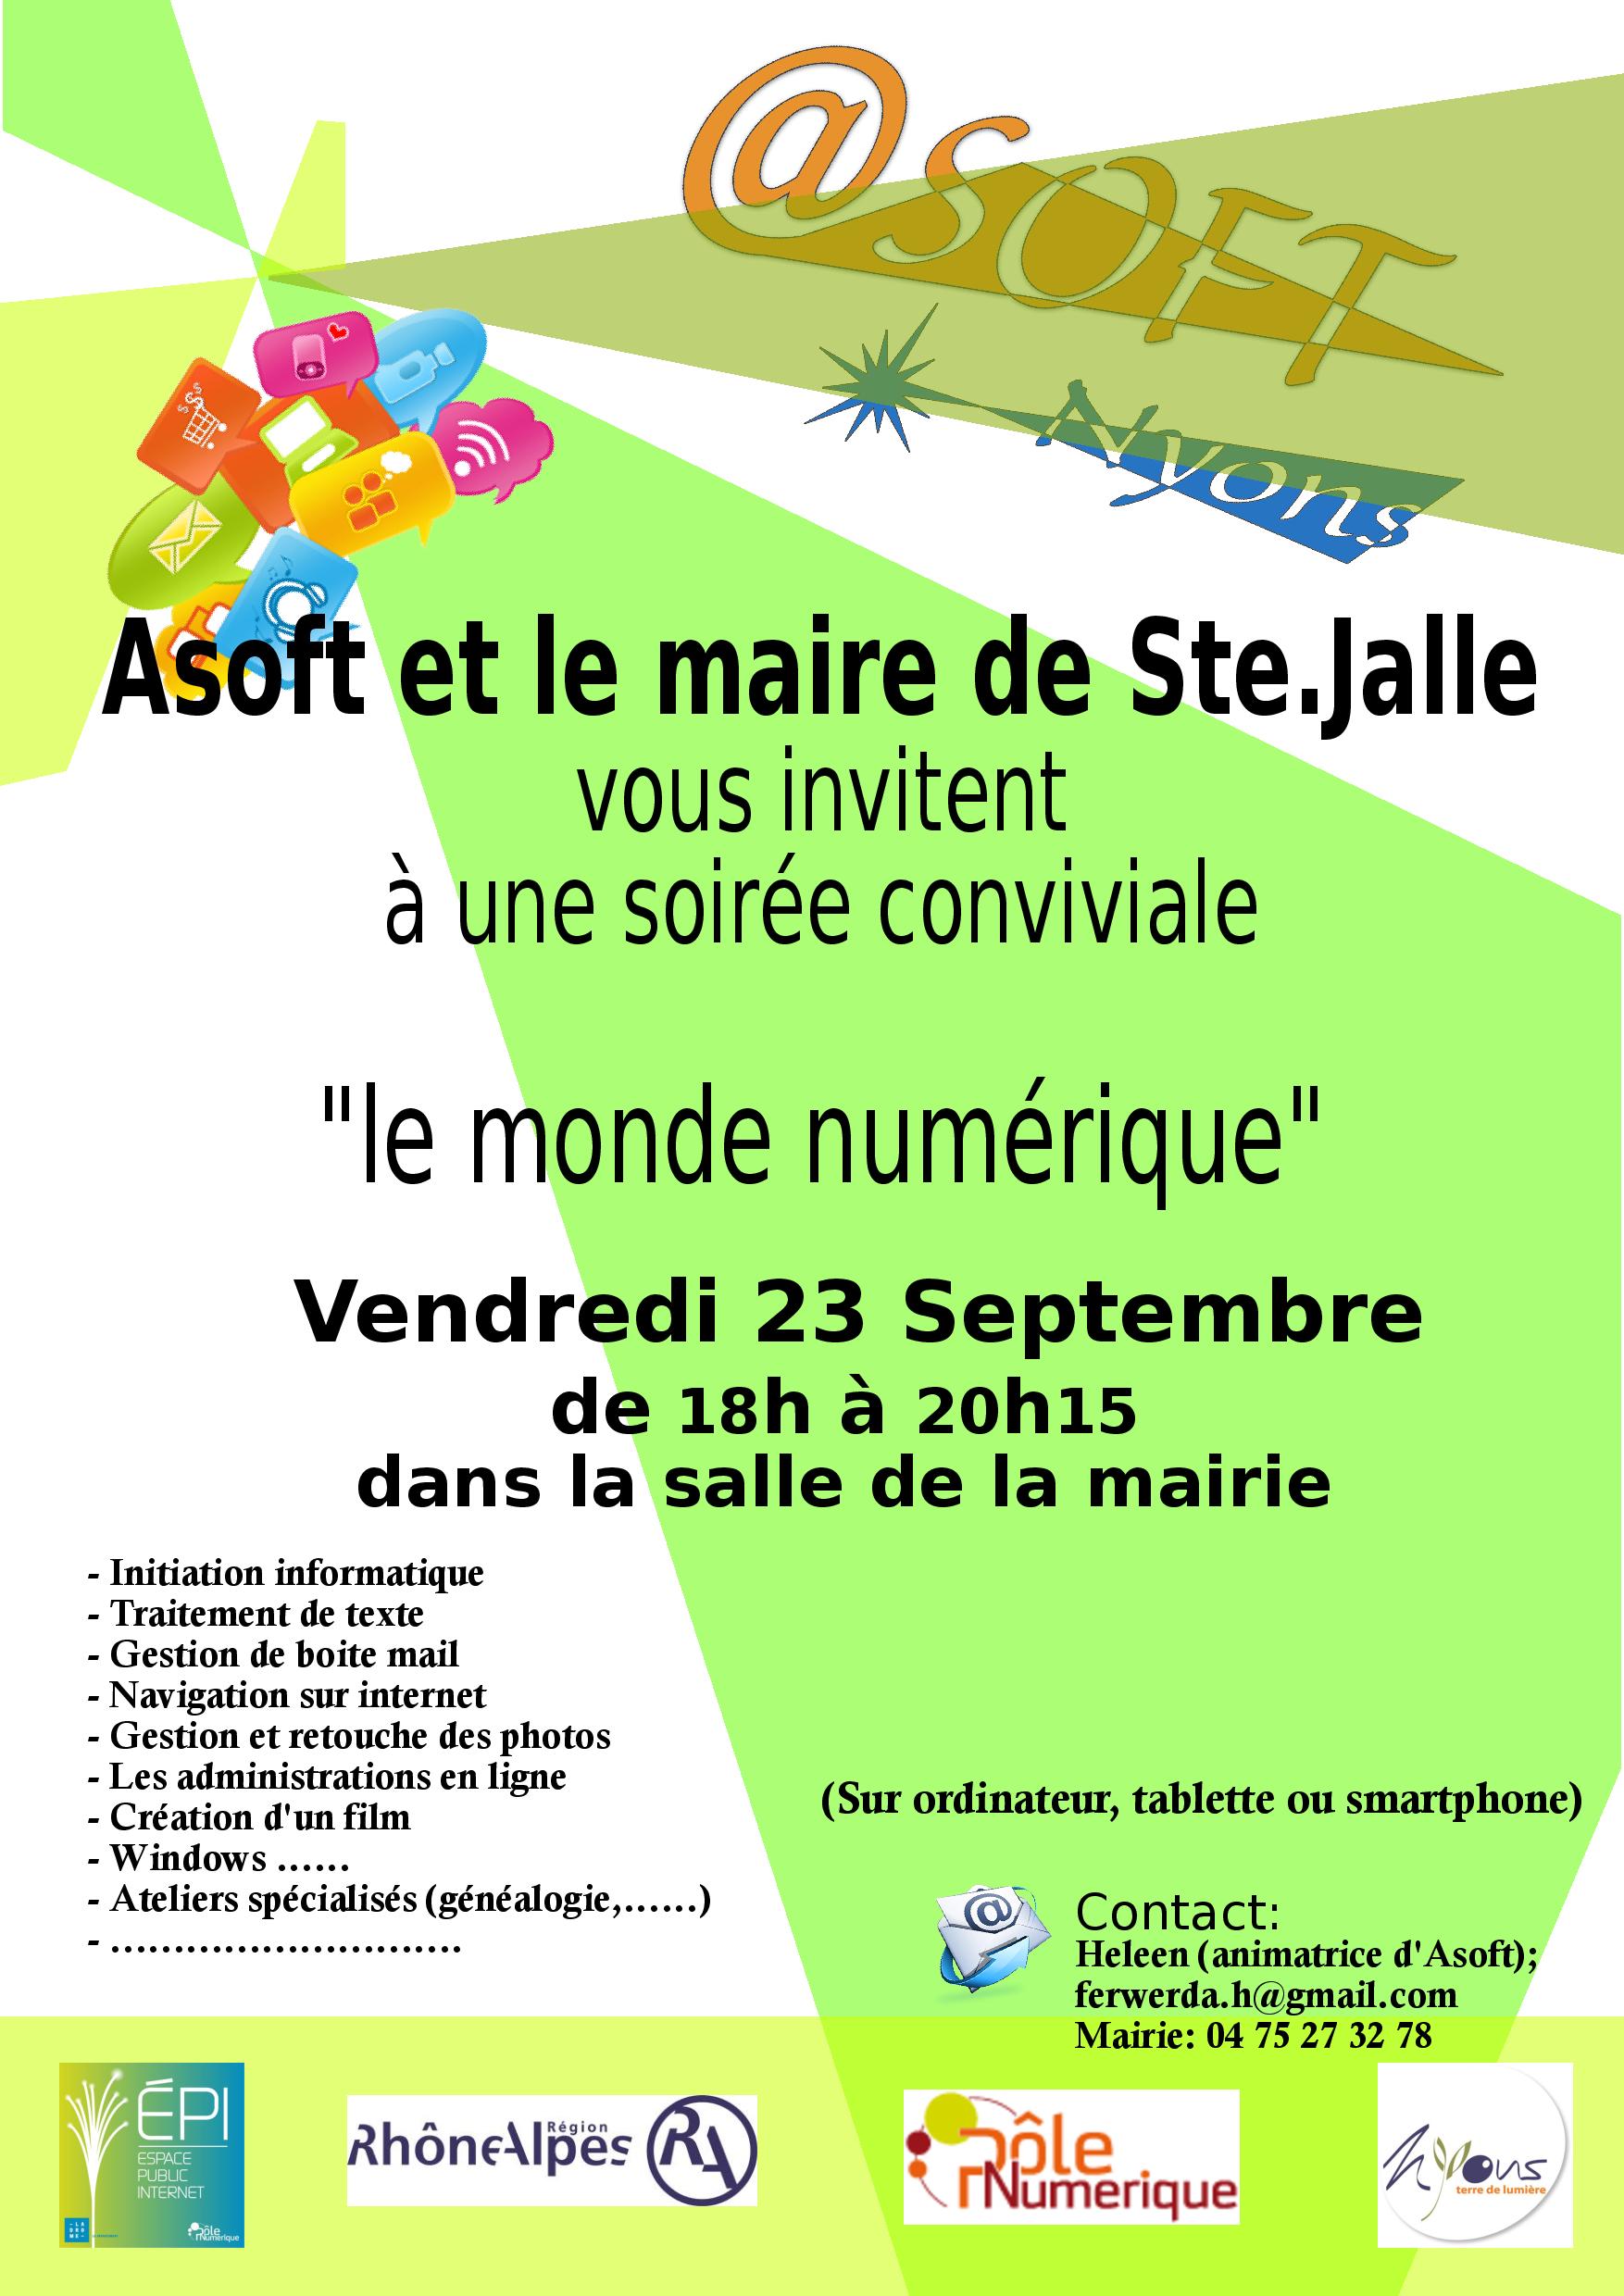 @SOFT
Nyons
Asoft et le maire de Ste.Jalle
vous invitent
à une soirée conviviale
"le monde numérique"
Vendredi 23 Septembre
de 18h à 20h15
dans la salle de la mairie
- Initiation informatique
- Traitement de texte
- Gestion de boite mail
- Navigation sur internet
- Gestion et retouche des photos
- Les administrations en ligne
- Création d'un film
- Windows ......
- Ateliers spécialisés (généalogie,......)
- ............................
(Sur ordinateur, tablette ou smartphone)
Contact:
Heleen (animatrice d'Asoft);
ferwerda.h@gmail.com
Mairie: 04 75 27 32 78
ÉPI
ESPACE
PUBLIC
INTERNET
LA
DRÔME
Pôle
Numerique
Région
RhôneAlpes
RA
Pôle
Numerique
Nyons
terre de lumière